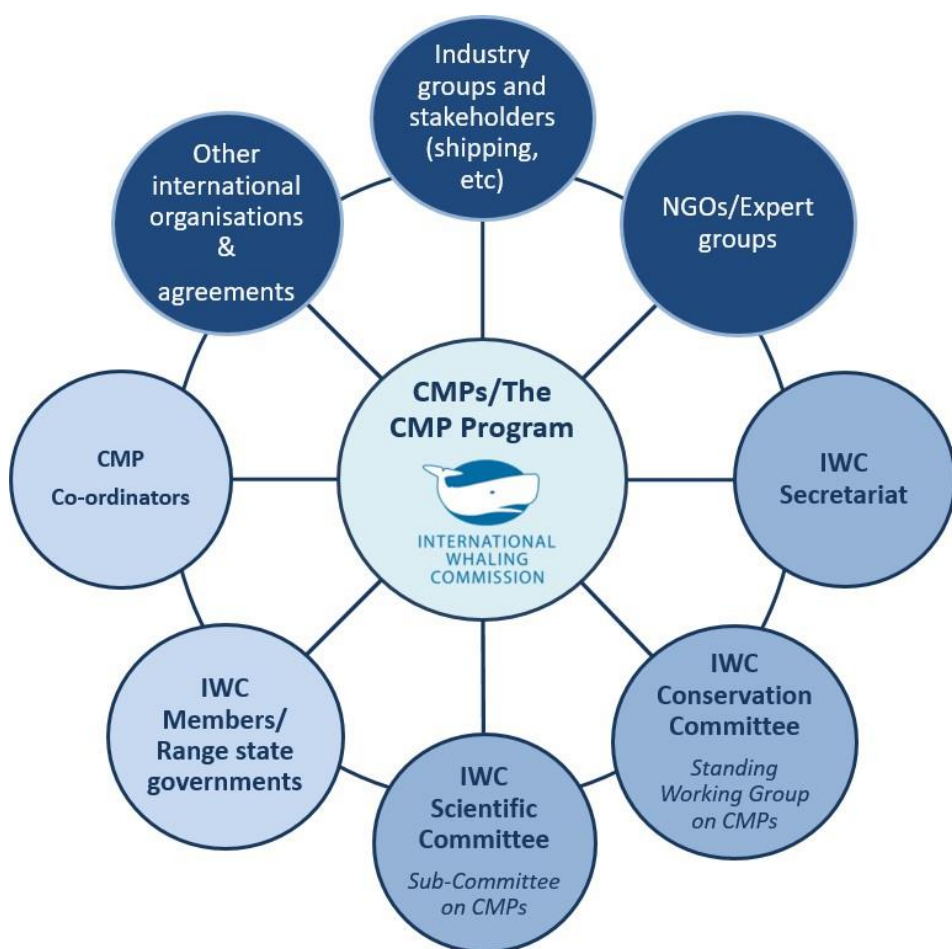 Industry
groups and
stakeholders
(shipping,
etc)
Other
international
organisations
&
agreements
NGOs/Expert
groups
CMPs/The
CMP Program
INTERNATIONAL
WHALING
COMMISSION
CMP
Co-ordinators
IWC
Secretariat
IWC
Members/
Range state
governments
IWC
Conservation
Committee
Standing
Working Group
on CMPs
IWC
Scientific
Committee
Sub-Committee
on CMPs